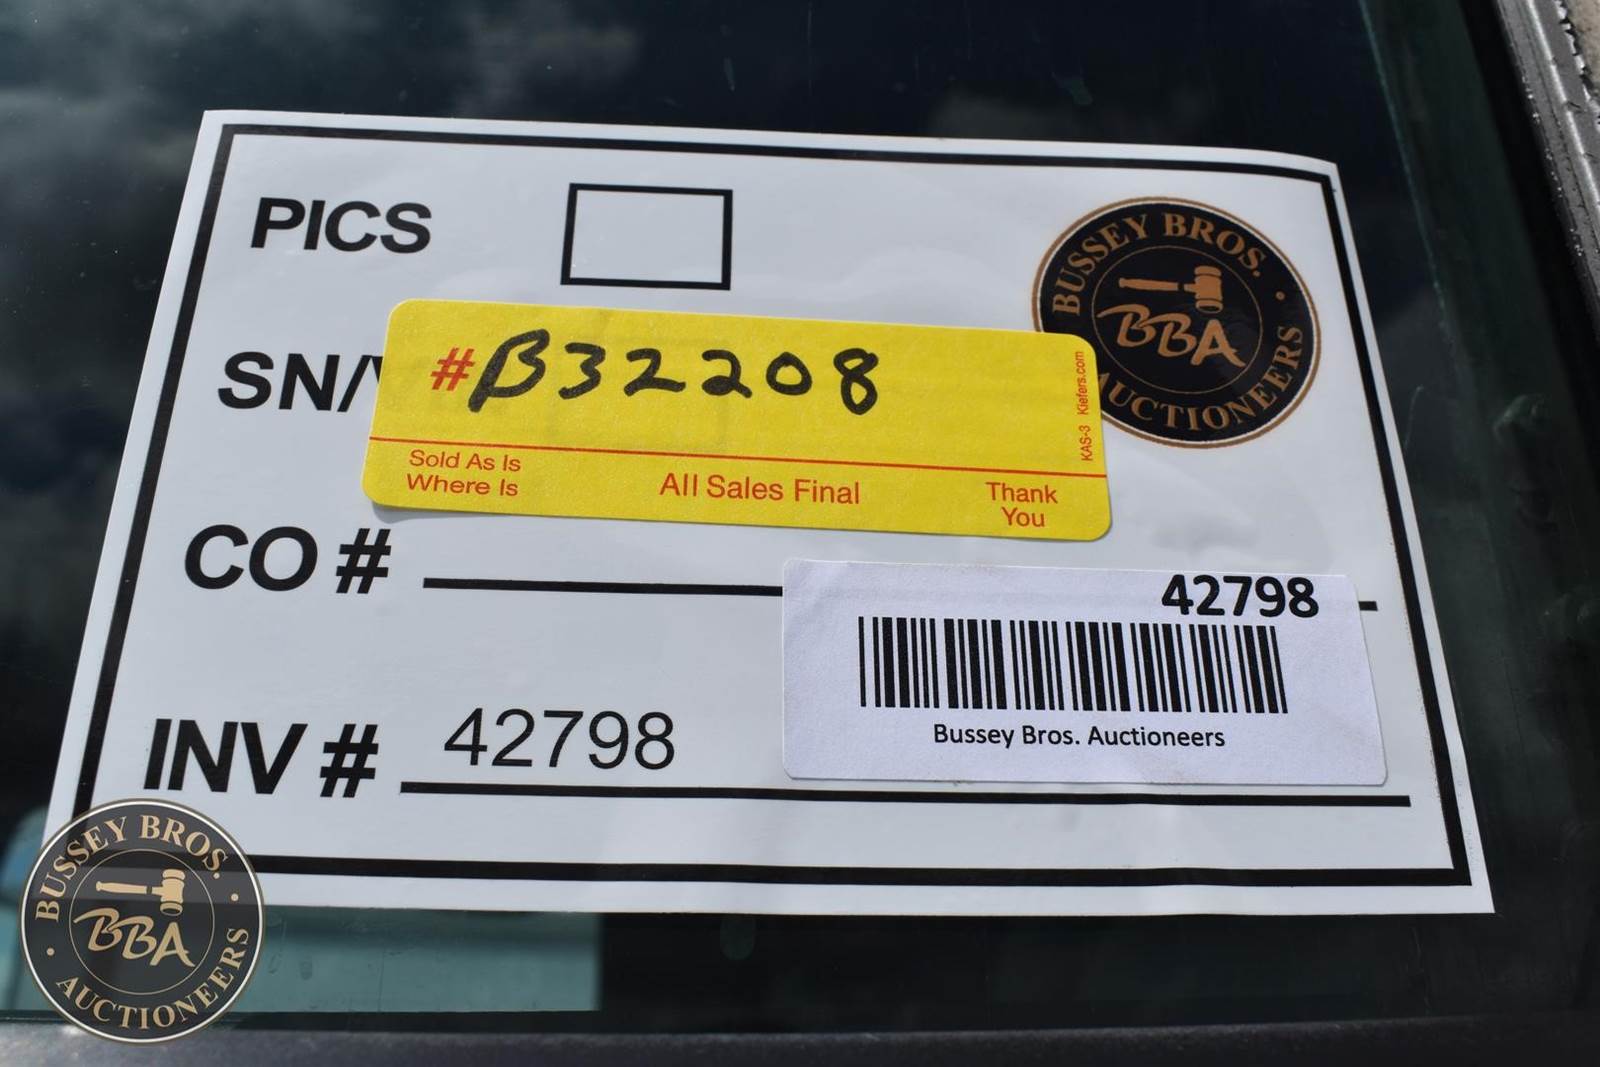 PICS
BUSSEY BROS.
BBA
AUCTIONEERS
SN/
#B32208
KAS-3 Kiefers.com
Sold As Is
Where Is
All Sales Final
Thank
You
CO #
42798
Bussey Bros. Auctioneers
INV # 42798
BUSSEY BROS.
BBA
AUCTIONEERS